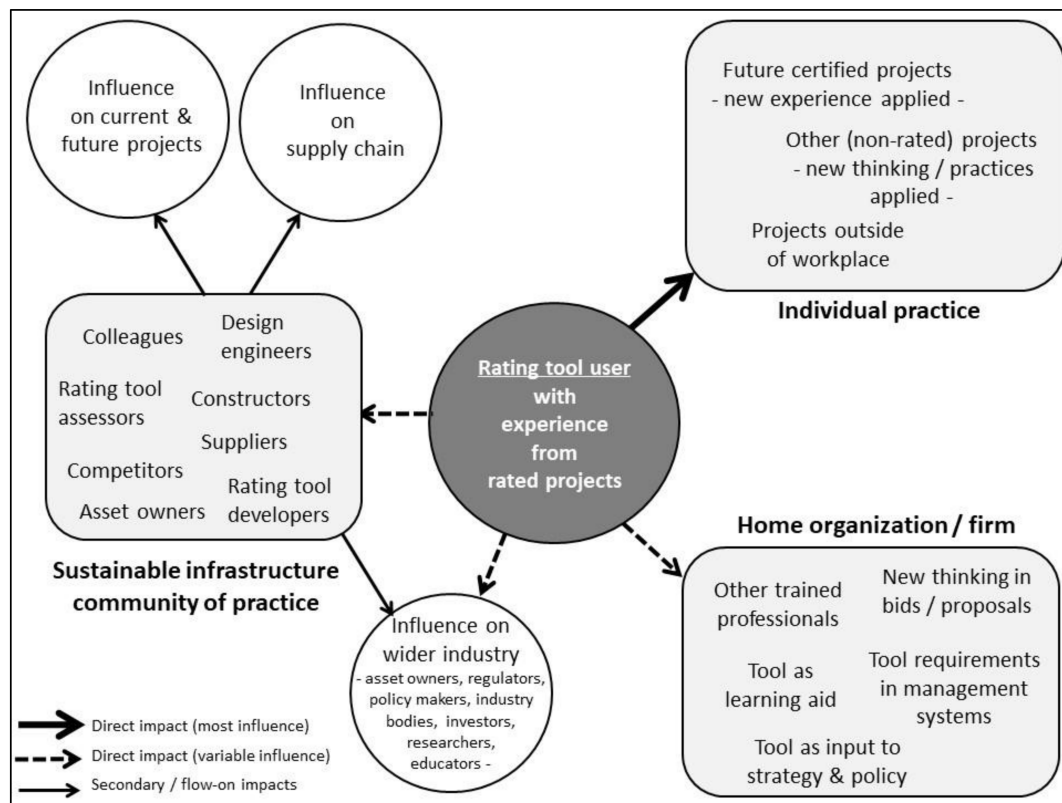 Influence
on current &
future projects
Influence
on
supply chain
Future certified projects
- new experience applied -
Other (non-rated) projects
- new thinking / practices
applied -
Projects outside
of workplace
Individual practice
Colleagues
Design
engineers
Rating tool
assessors
Constructors
Suppliers
Competitors
Asset owners
Rating tool
developers
Sustainable infrastructure
community of practice
Rating tool user
with
experience
from
rated projects
Home organization / firm
Other trained
professionals
New thinking in
bids / proposals
Tool as
learning aid
Tool requirements
in management
systems
Tool as input to
strategy & policy
Influence on
wider industry
- asset owners, regulators,
policy makers, industry
bodies, investors,
researchers,
educators -
Direct impact (most influence)
Direct impact (variable influence)
Secondary / flow-on impacts